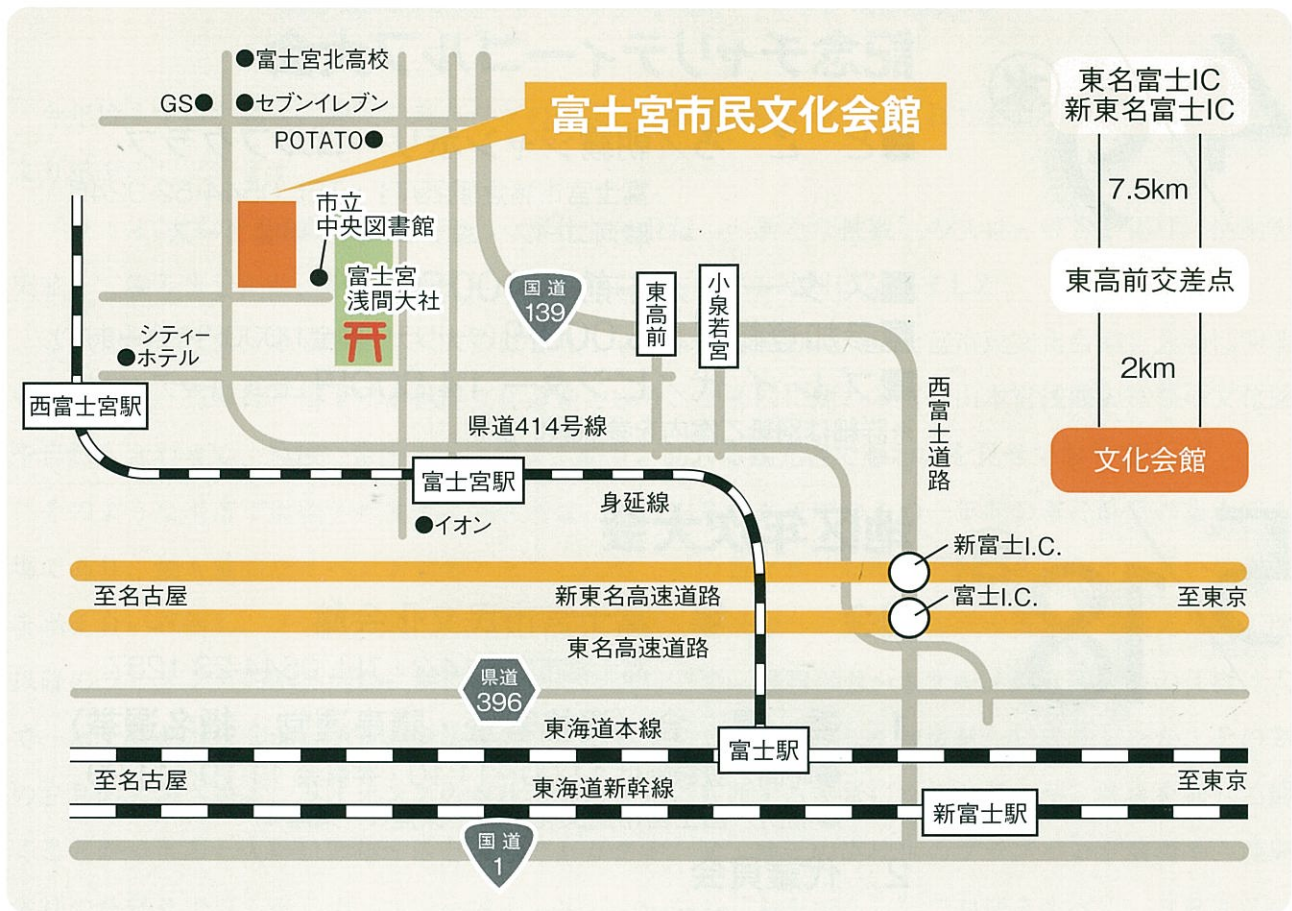 富士宮北高校
GS
セブンイレブン
POTATO
富士宮市民文化会館
東名富士IC
新東名富士IC
7.5km
東高前交差点
2km
文化会館
市立
中央図書館
富士宮
浅間大社
国道
139
東高前
小泉若宮
シティー
ホテル
西富士宮駅
県道414号線
西富士道路
富士宮駅
身延線
イオン
新富士I.C.
至名古屋
新東名高速道路
富士I.C.
至東京
東名高速道路
県道
396
東海道本線
富士駅
至名古屋
東海道新幹線
至東京
新富士駅
国道
1